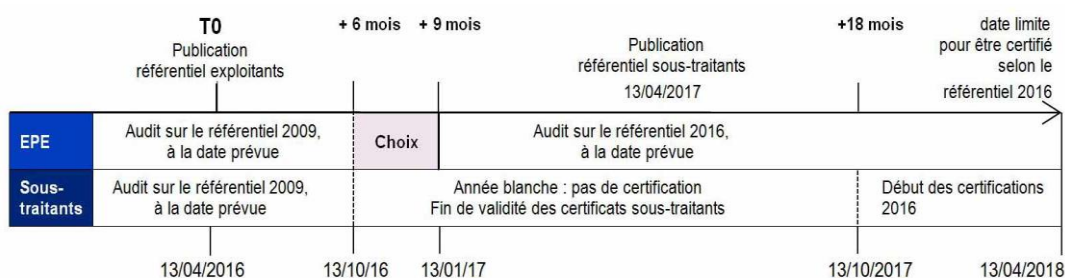 T0
Publication
référentiel exploitants
+ 6 mois
+ 9 mois
Publication
référentiel sous-traitants
13/04/2017
+18 mois
date limite
pour être certifié
selon le
référentiel 2016
EPE
Audit sur le référentiel 2009,
à la date prévue
Choix
Audit sur le référentiel 2016,
à la date prévue
Sous-
traitants
Audit sur le référentiel 2009,
à la date prévue
Année blanche : pas de certification
Fin de validité des certificats sous-traitants
Début des certifications
2016
13/04/2016
13/10/16
13/01/17
13/10/2017
13/04/2018